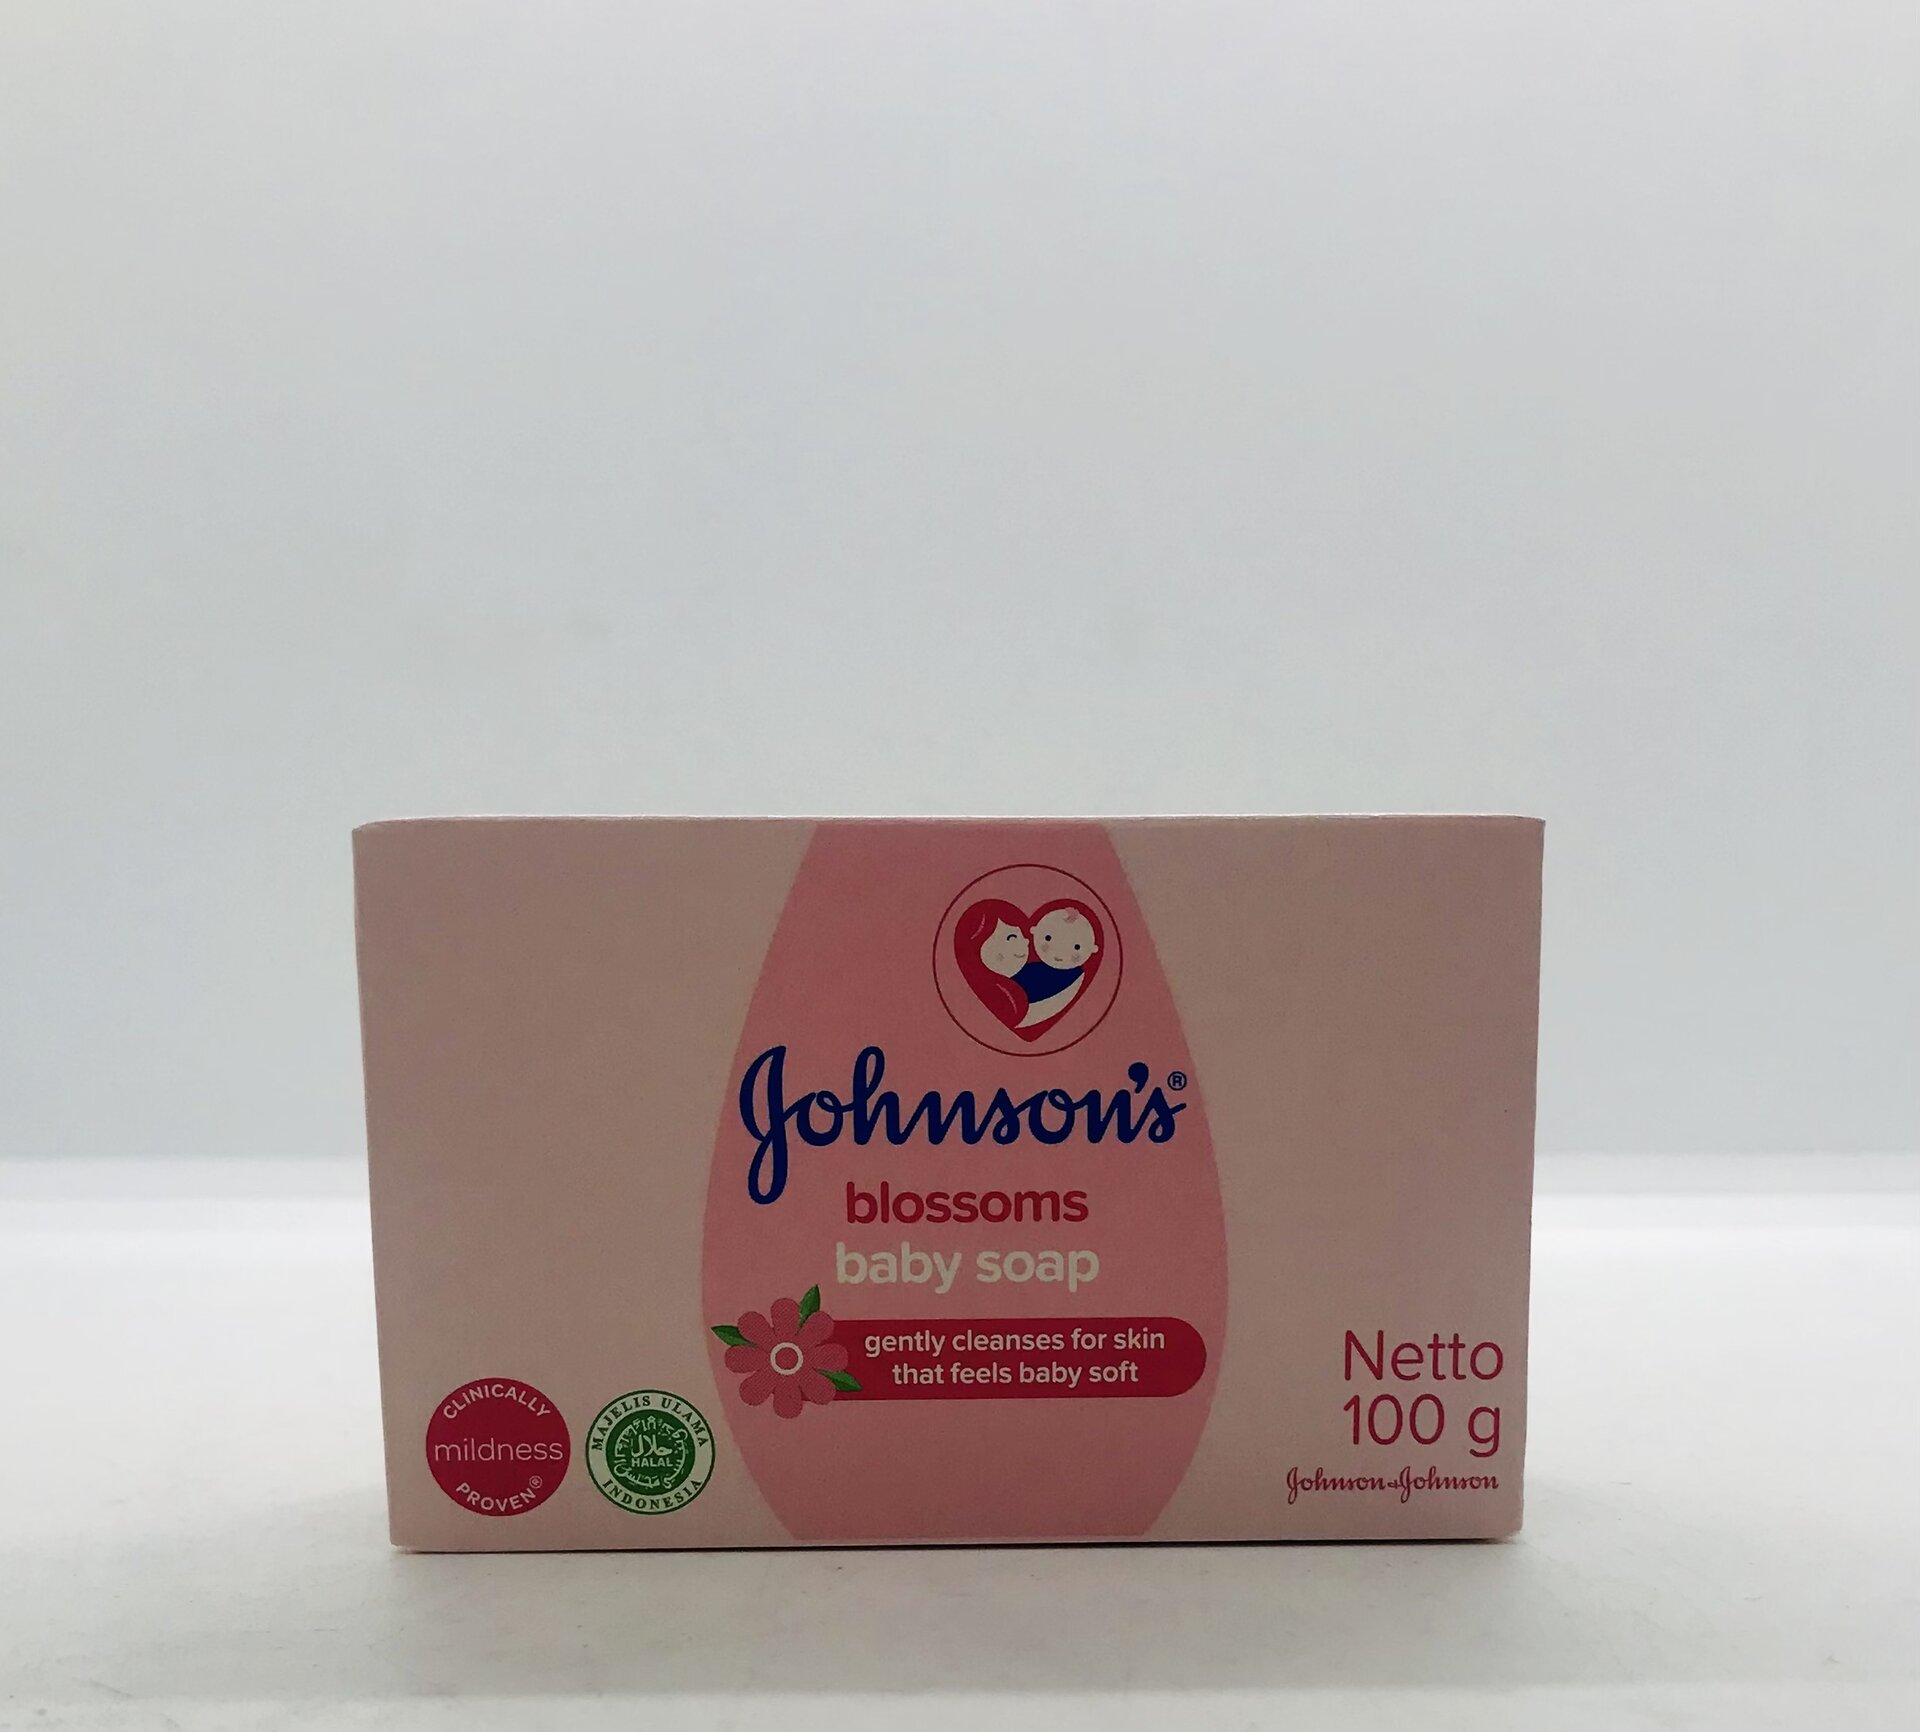 Johnson's®
blossoms
baby soap
gently cleanses for skin
that feels baby soft
CLINICALLY
mildness
PROVEN®
MAJELIS ULAMA
حلال
HALAL
INDONESIA
Netto
100 g
Johnson+Johnson